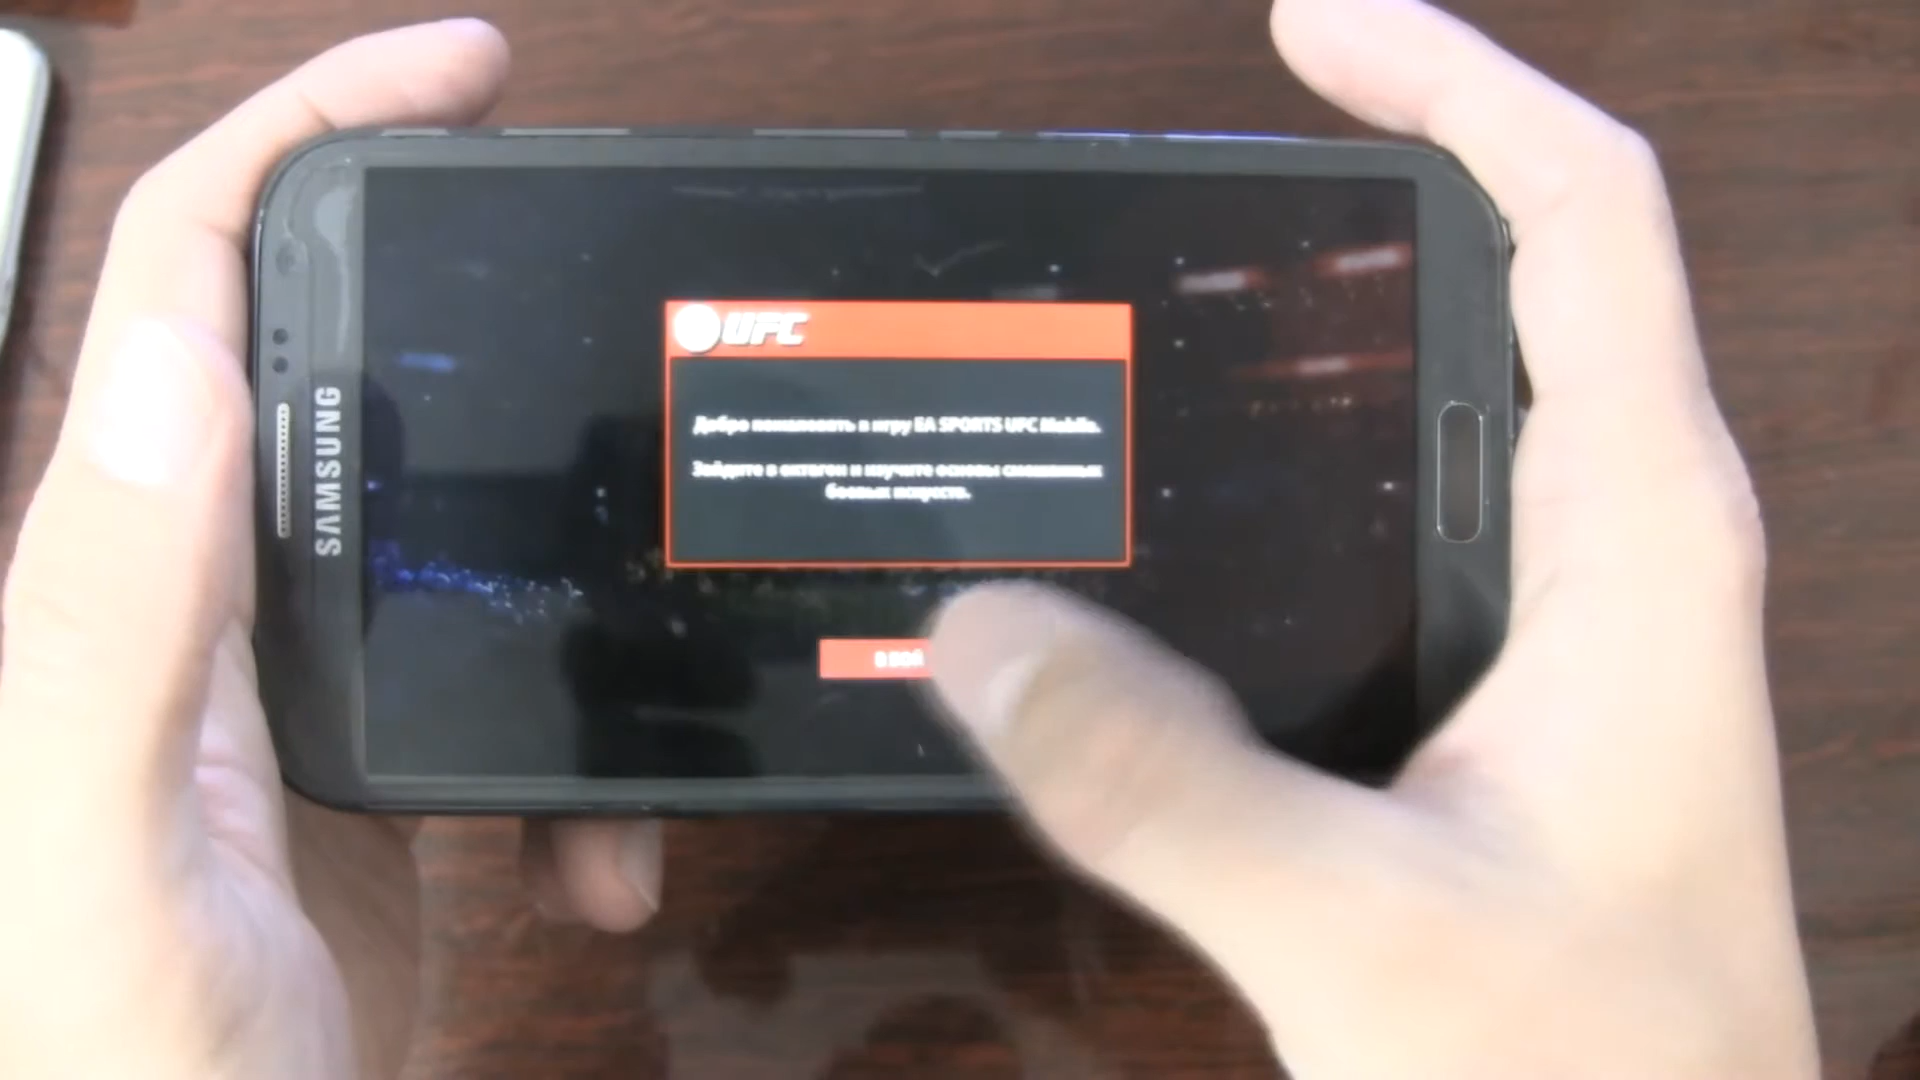 SAMSUNG
UFC
Добро пожаловать в игру EA SPORTS UFC Mobile.
Зайдите в октагон и изучите основы смешанных
боевых искусств.
В БОЙ